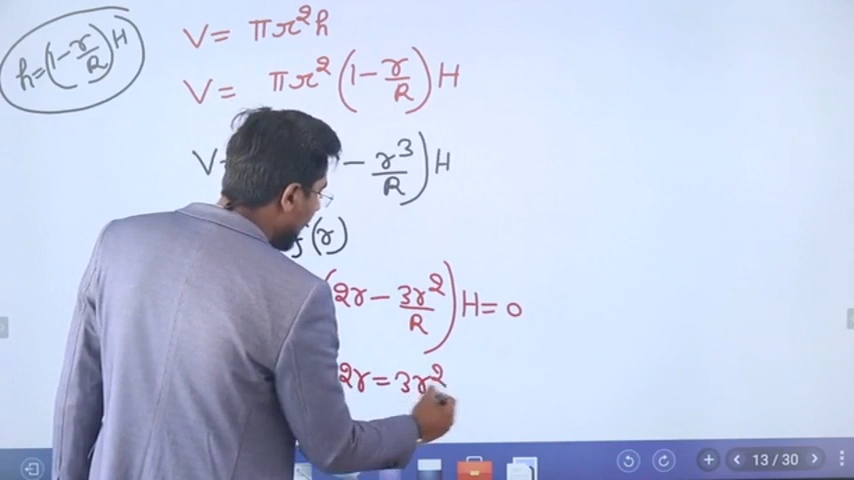 h=(1-r/R)H
V= πr²h
V= πr²(1-r/R)H
V - r³/R)H
f(r)
(2r-3r²/R)H=0
2r=3r²
13 / 30